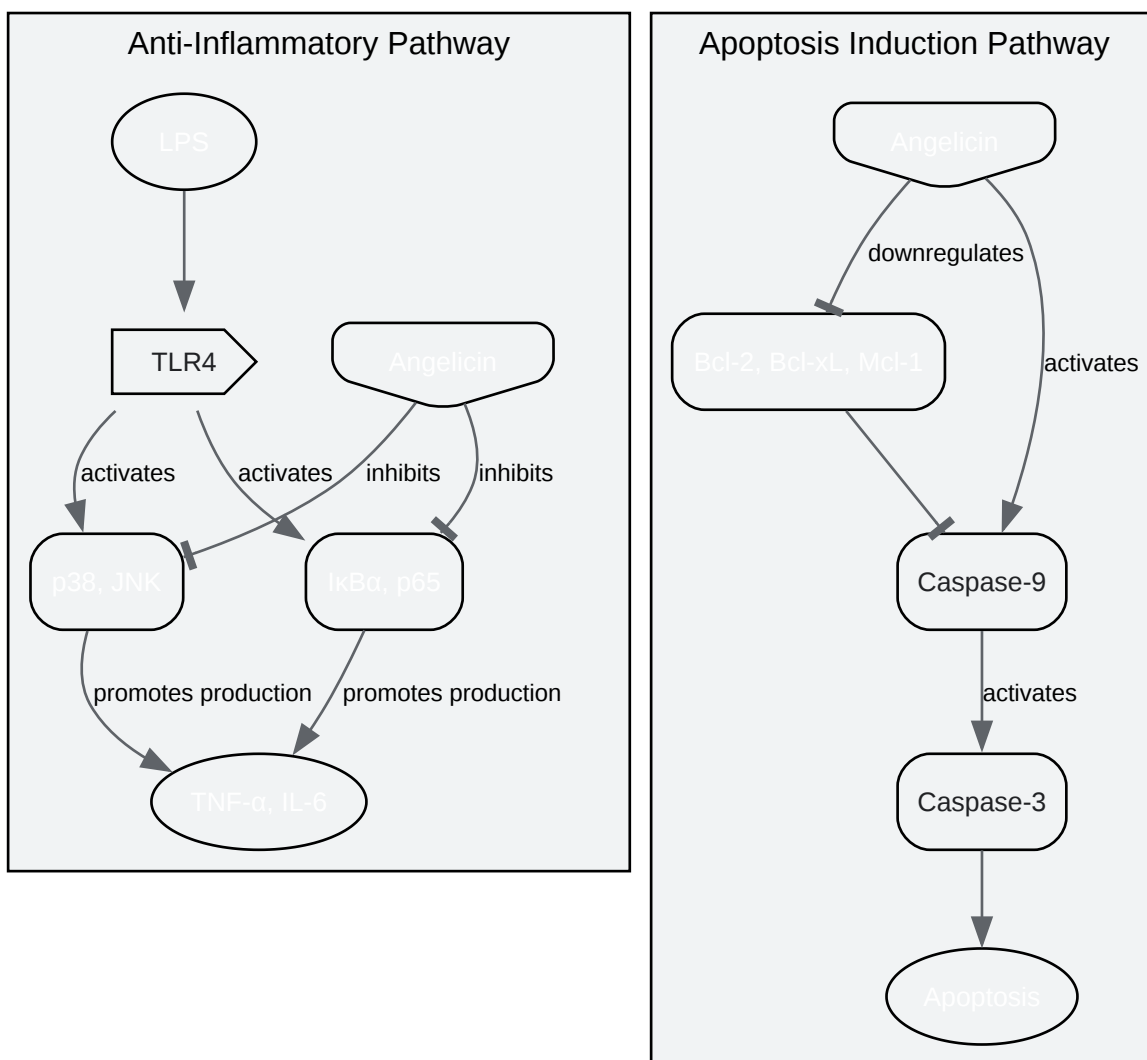 Anti-Inflammatory Pathway
LPS
TLR4
Angelicin
activates
activates
inhibits
inhibits
p38, JNK
IκBα, p65
promotes production
promotes production
TNF-α, IL-6
Apoptosis Induction Pathway
Angelicin
downregulates
Bcl-2, Bcl-xL, Mcl-1
activates
Caspase-9
activates
Caspase-3
Apoptosis